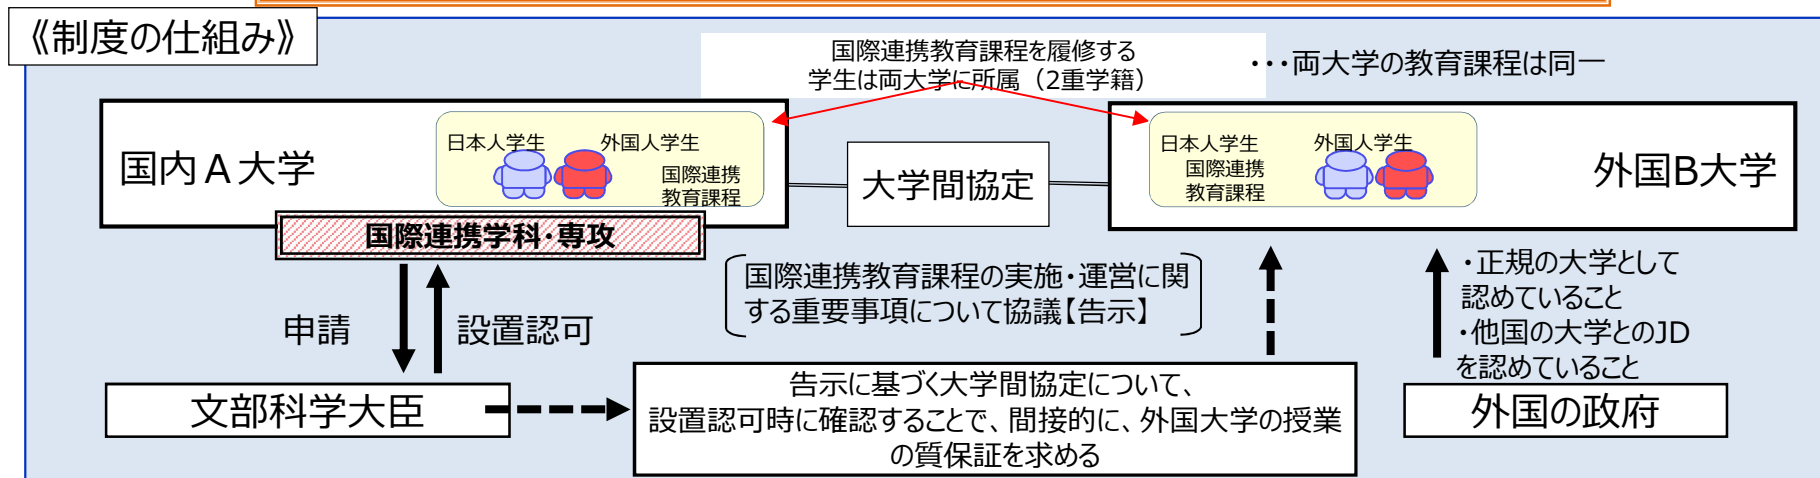 《制度の仕組み》
国際連携教育課程を履修する
学生は両大学に所属（2重学籍）
・・・両大学の教育課程は同一
国内Ａ大学
日本人学生
外国人学生
国際連携
教育課程
国際連携学科・専攻
大学間協定
日本人学生
外国人学生
国際連携
教育課程
外国B大学
国際連携教育課程の実施・運営に関
する重要事項について協議【告示】
申請
設置認可
・正規の大学として
認めていること
・他国の大学とのJD
を認めていること
文部科学大臣
告示に基づく大学間協定について、
設置認可時に確認することで、間接的に、外国大学の授業
の質保証を求める
外国の政府